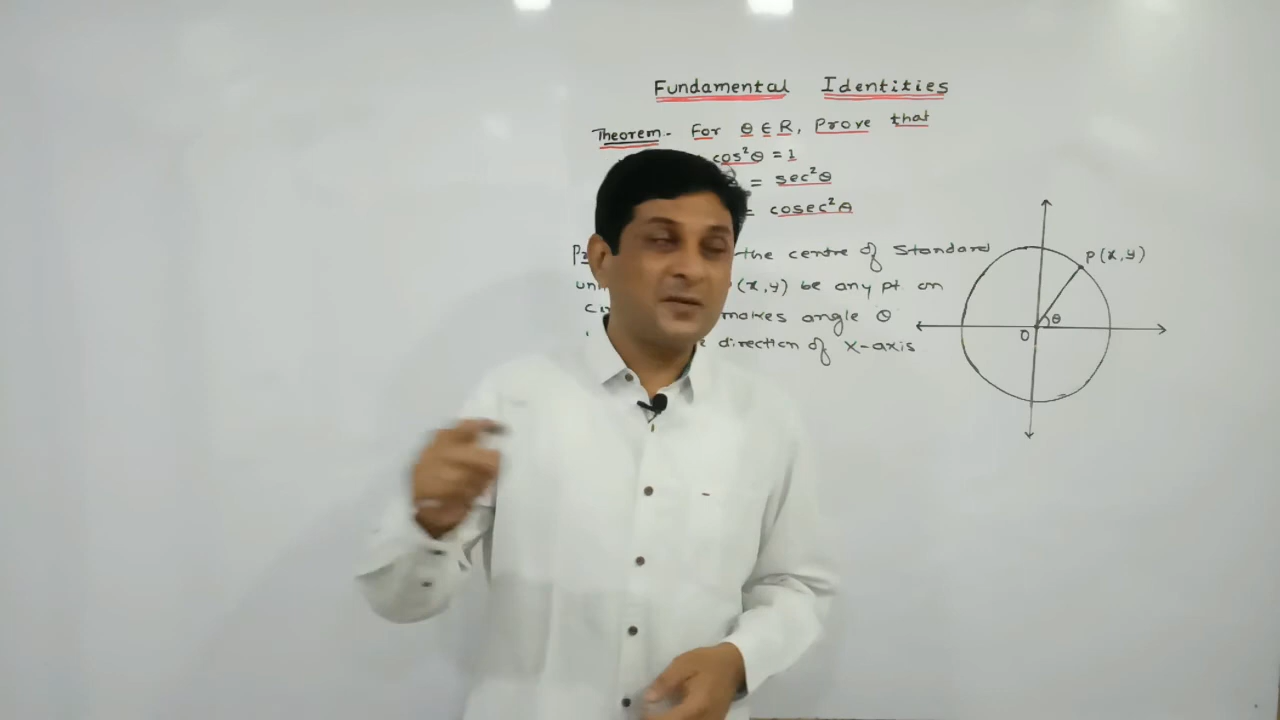 Fundamental Identities
Theorem- For θ ∈ R, Prove that
cos²θ = 1
= sec²θ
= cosec²θ
the centre of Standard
P(x,y)
(x,y) be any pt. on
makes angle θ
θ
O
direction of X-axis